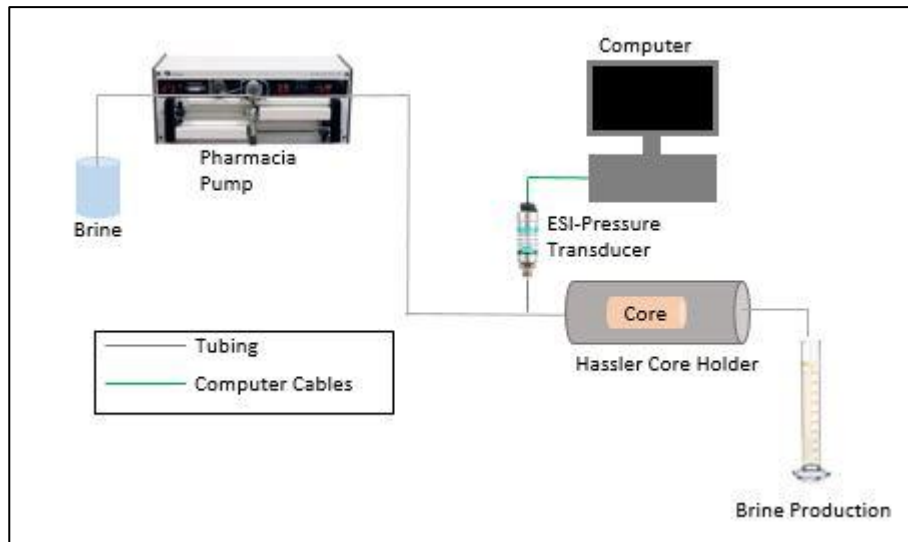 Computer
Pharmacia
Pump
Brine
ESI-Pressure
Transducer
Core
Hassler Core Holder
Tubing
Computer Cables
Brine Production